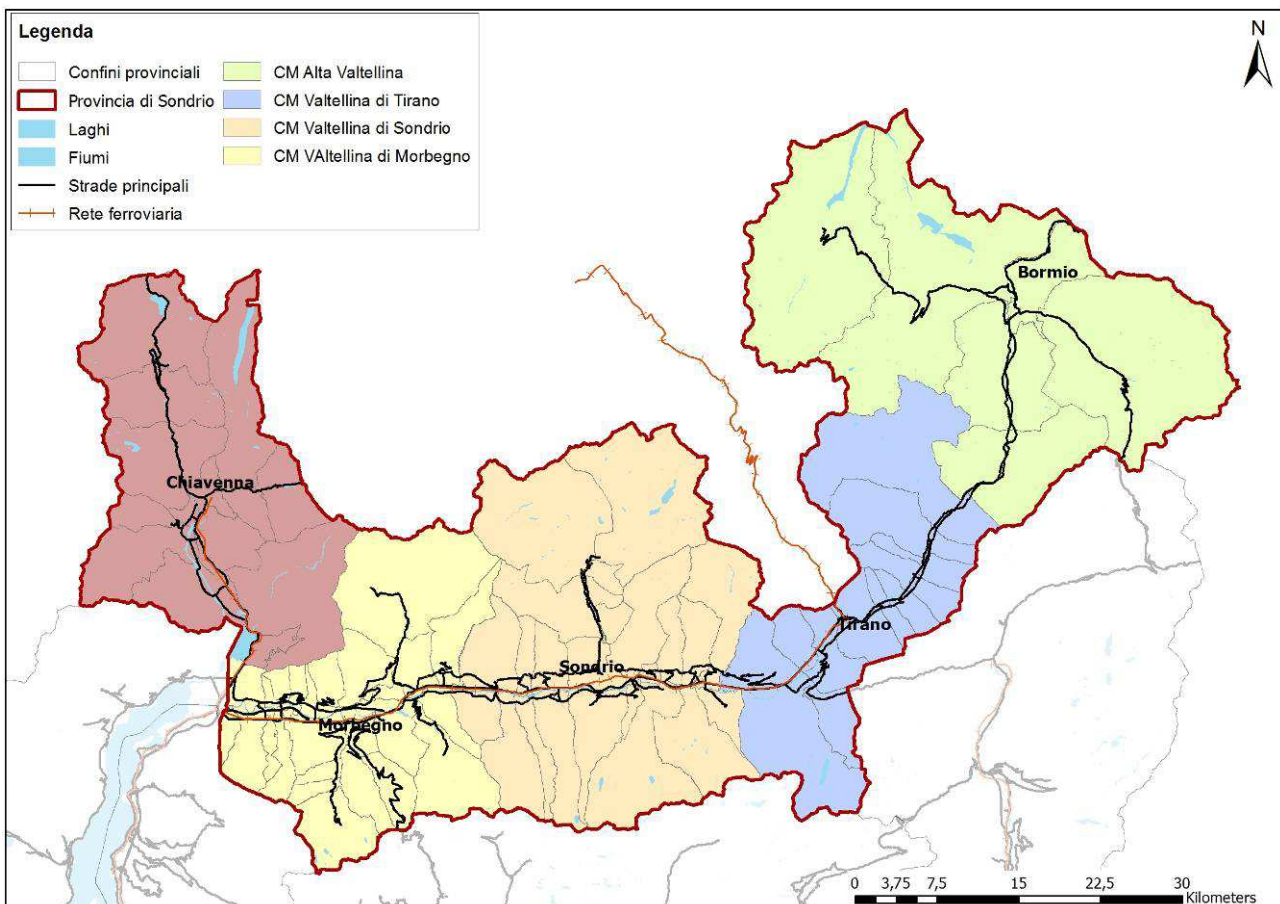 Legenda
Confini provinciali
Provincia di Sondrio
Laghi
Fiumi
Strade principali
Rete ferroviaria
CM Alta Valtellina
CM Valtellina di Tirano
CM Valtellina di Sondrio
CM VAltellina di Morbegno
N
Bormio
Chiavenna
Tirano
Sondrio
Morbegno
0 3,75 7,5 15 22,5 30
Kilometers